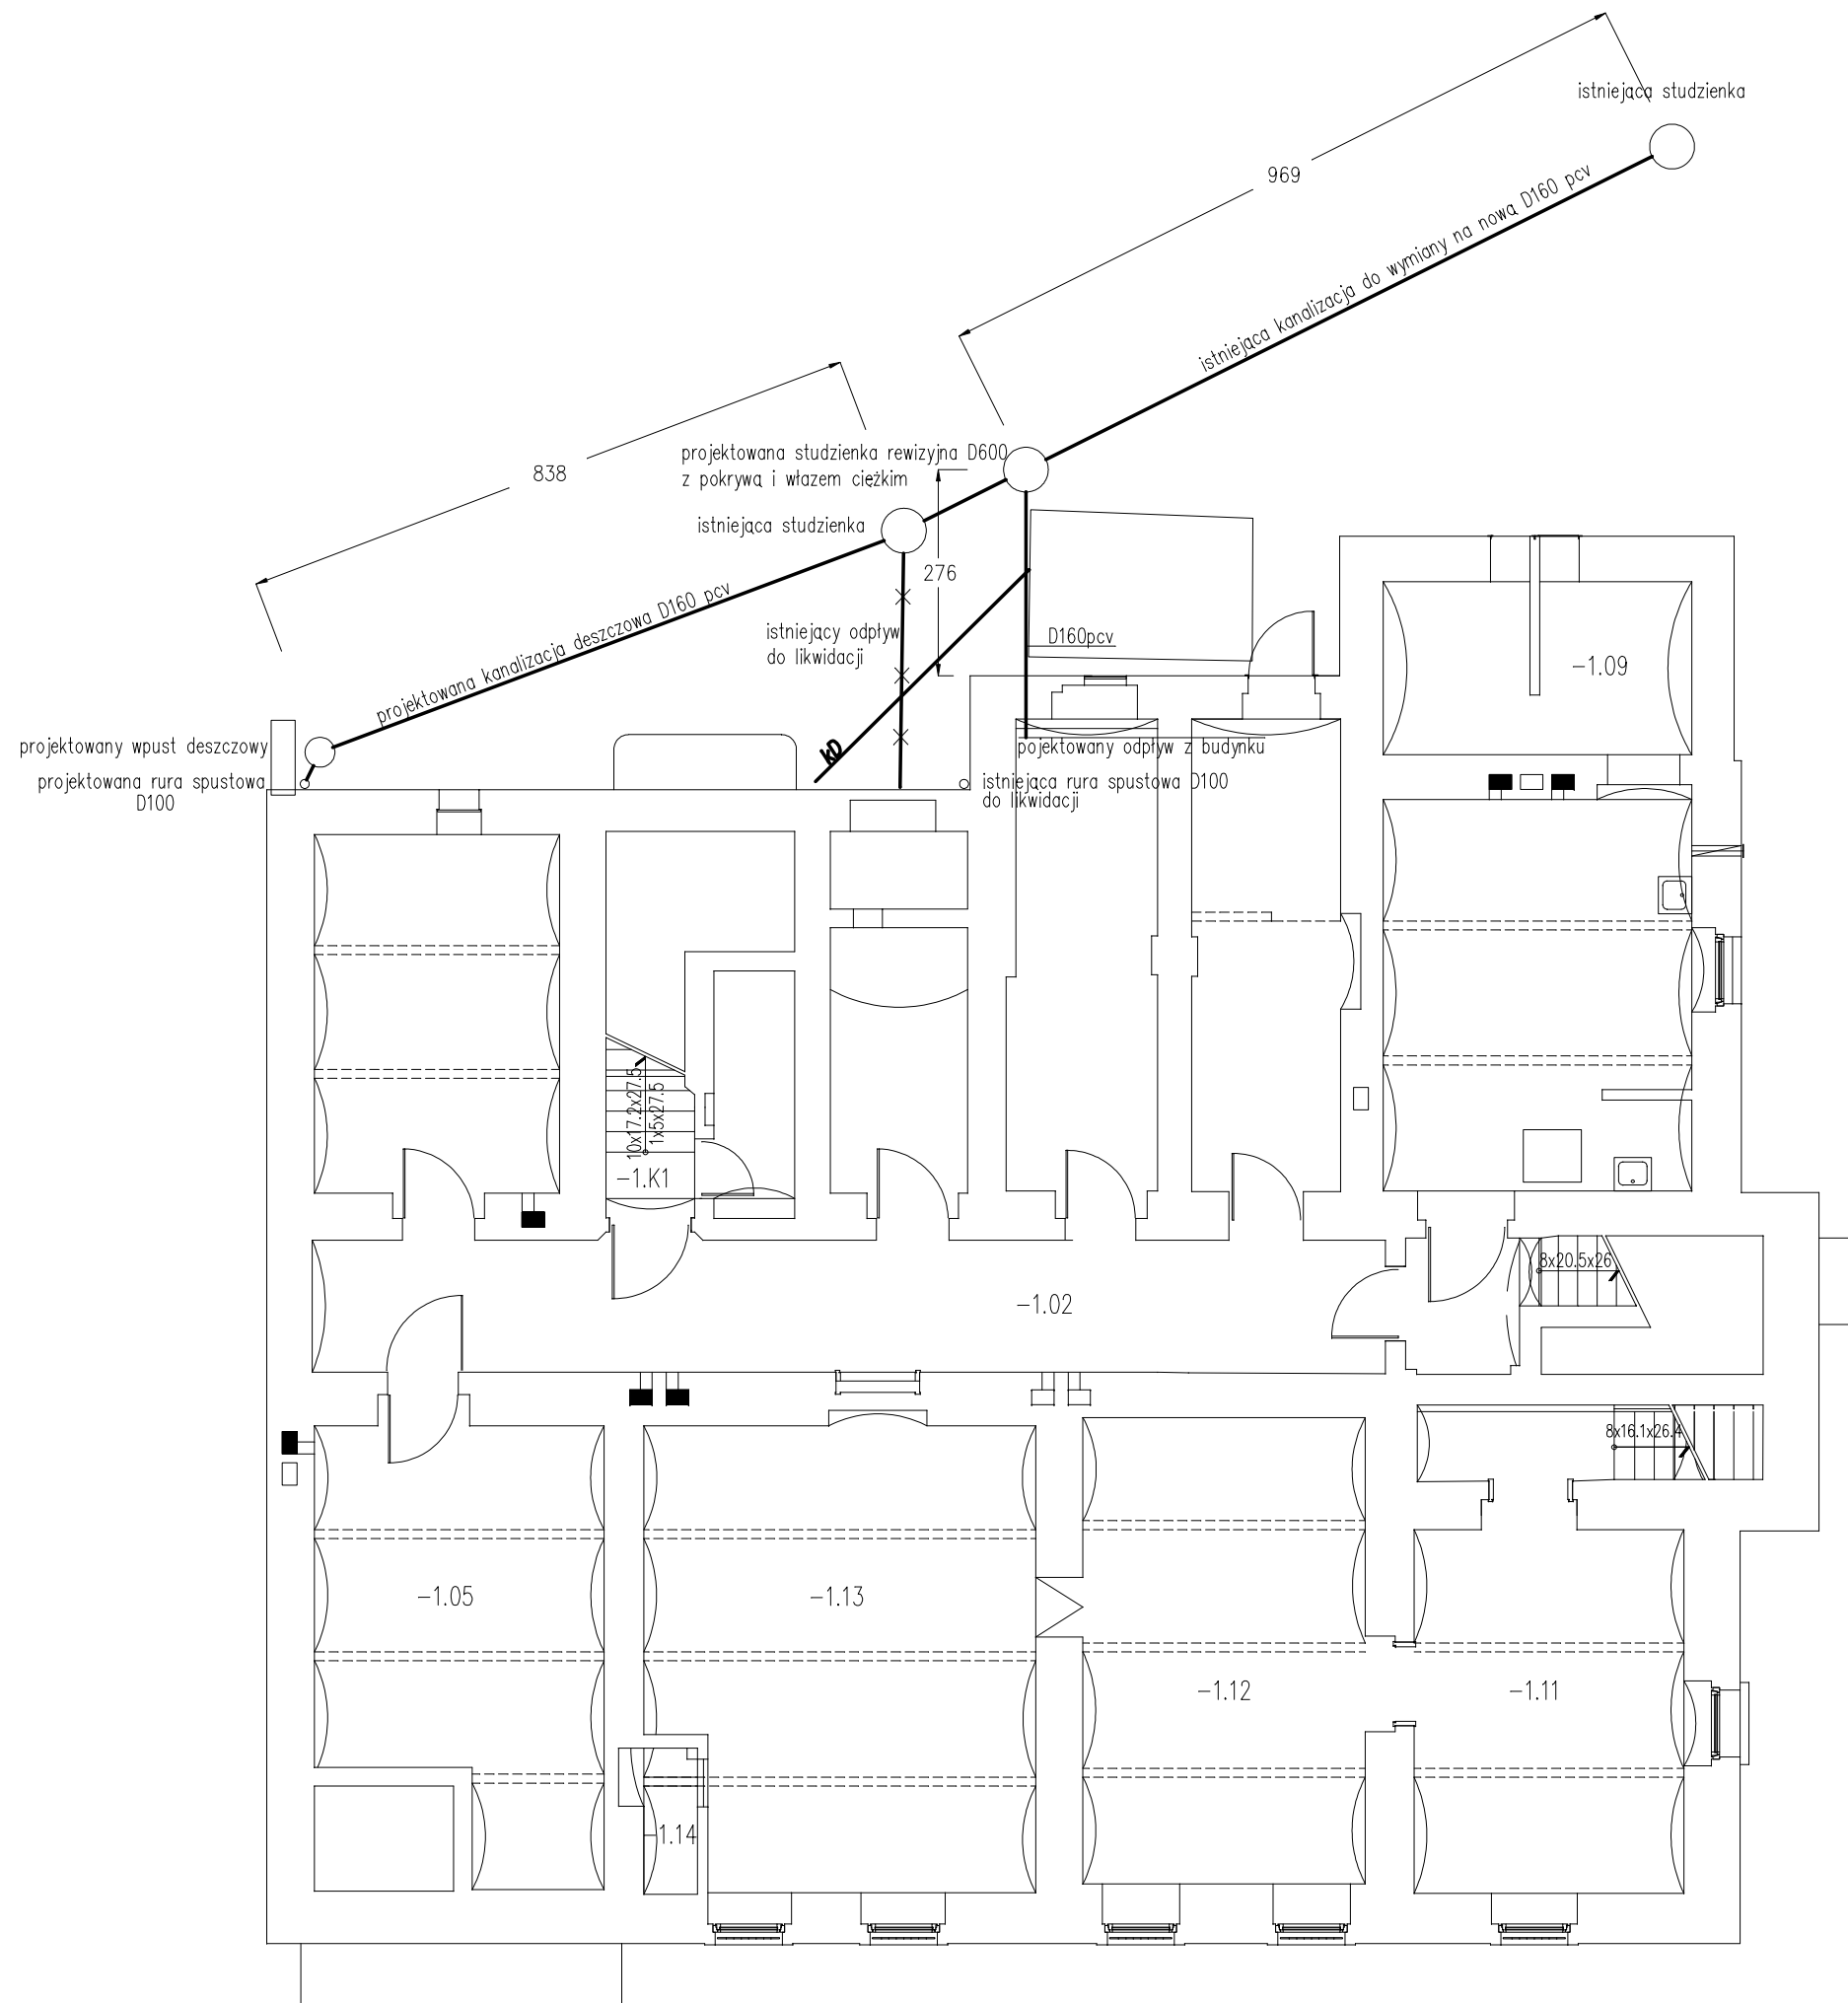 istniejąca studzienka
969
istniejąca kanalizacja do wymiany na nową D160 pcv
838
projektowana studzienka rewizyjna D600
z pokrywą i włazem ciężkim
istniejąca studzienka
276
projektowana kanalizacja deszczowa D160 pcv
istniejący odpływ
do likwidacji
D160pcv
-1.09
kD
projektowany wpust deszczowy
pojektowany odpływ z budynku
projektowana rura spustowa
D100
istniejąca rura spustowa D100
do likwidacji
10x17.2x27.5
1x5x27.5
-1.K1
8x20.5x26
-1.02
8x16.1x26.4
-1.05
-1.13
-1.12
-1.11
-1.14